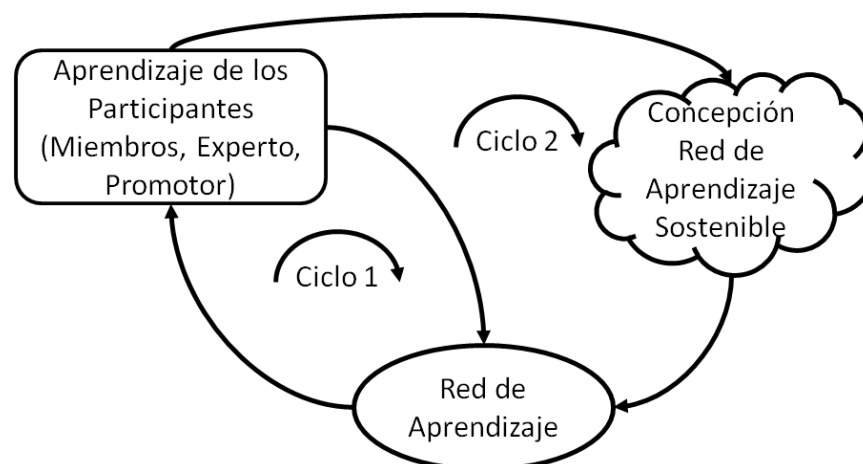 Aprendizaje de los
Participantes
(Miembros, Experto,
Promotor)
Ciclo 2
Concepción
Red de
Aprendizaje
Sostenible
Ciclo 1
Red de
Aprendizaje